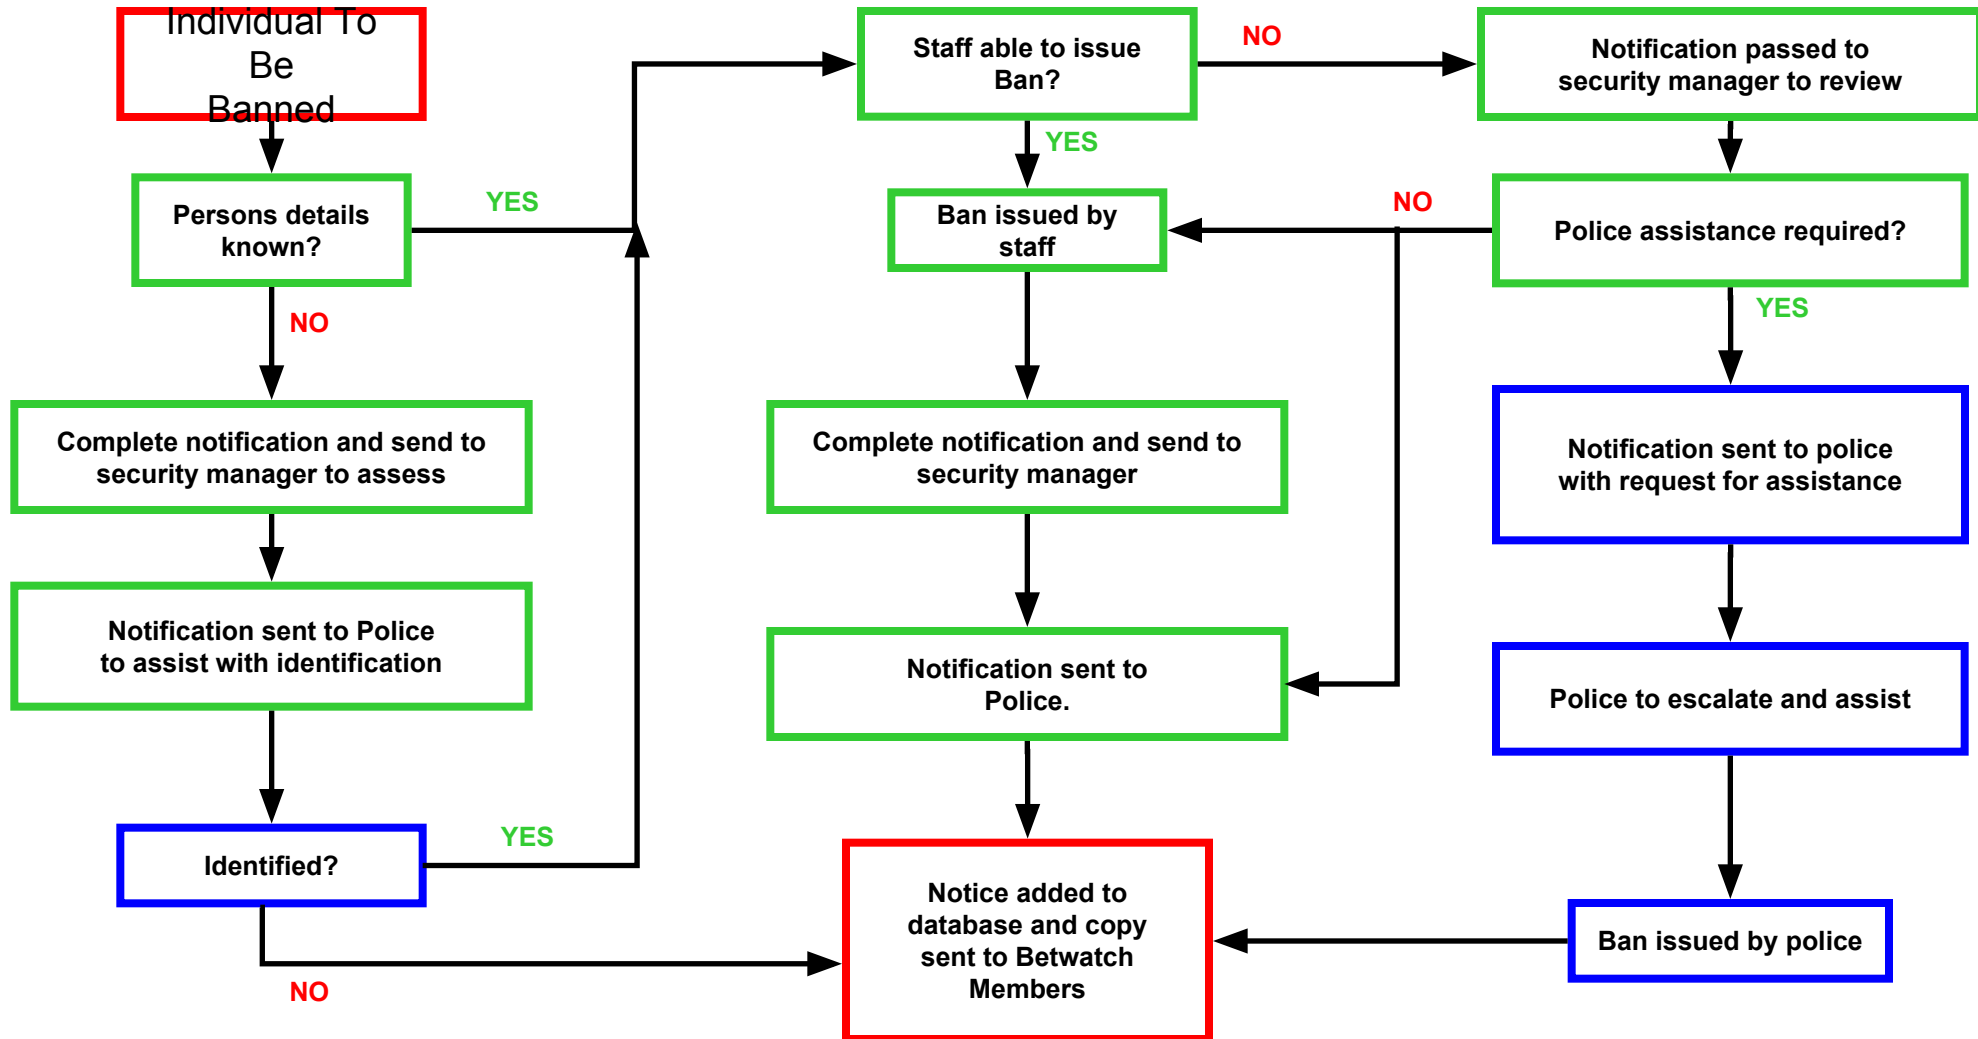 Individual To
Be
Banned
Persons details
known?
YES
NO
Complete notification and send to
security manager to assess
Notification sent to Police
to assist with identification
Identified?
YES
NO
Staff able to issue
Ban?
NO
YES
Ban issued by
staff
Complete notification and send to
security manager
Notification sent to
Police.
Notice added to
database and copy
sent to Betwatch
Members
Notification passed to
security manager to review
Police assistance required?
NO
YES
Notification sent to police
with request for assistance
Police to escalate and assist
Ban issued by police